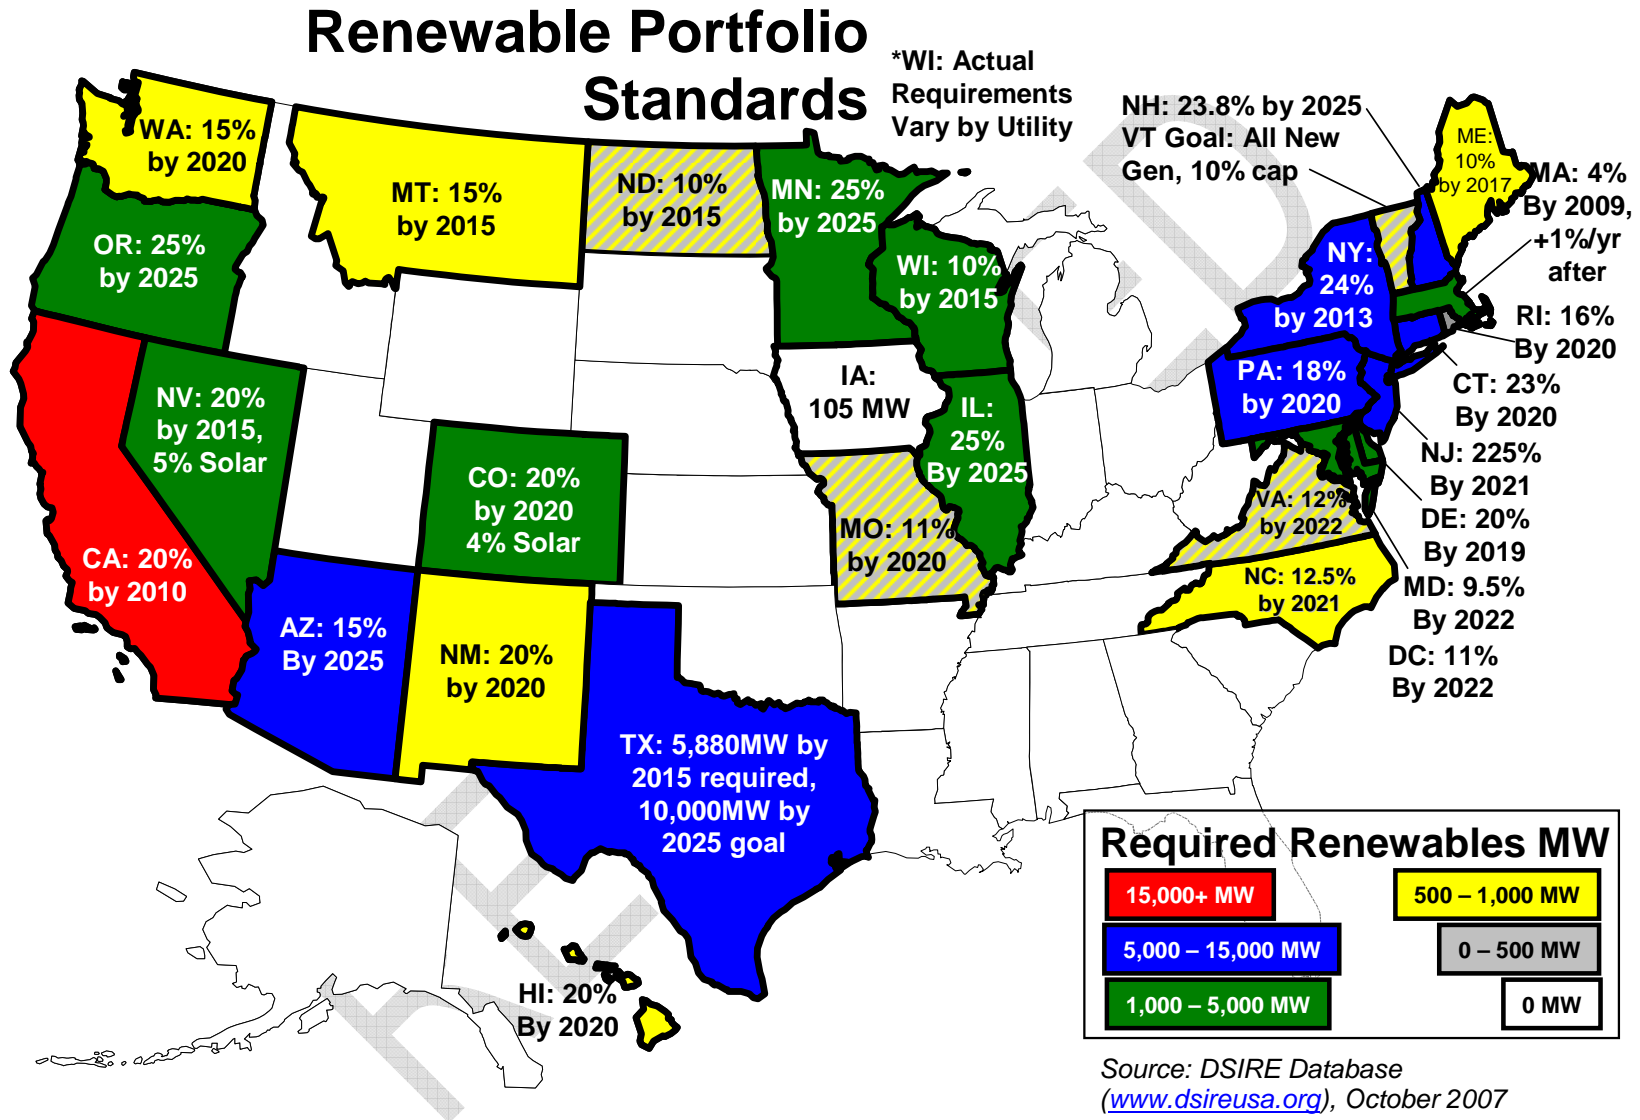 Renewable Portfolio
Standards
*WI: Actual
Requirements
Vary by Utility
NH: 23.8% by 2025
VT Goal: All New
Gen, 10% cap
ME:
10%
by 2017
MA: 4%
By 2009,
+1%/yr
after
WA: 15%
by 2020
MT: 15%
by 2015
ND: 10%
by 2015
MN: 25%
by 2025
OR: 25%
by 2025
WI: 10%
by 2015
NY:
24%
by 2013
RI: 16%
By 2020
IA:
105 MW
PA: 18%
by 2020
CT: 23%
By 2020
NV: 20%
by 2015,
5% Solar
IL:
25%
By 2025
NJ: 225%
By 2021
CO: 20%
by 2020
4% Solar
MO: 11%
by 2020
VA: 12%
by 2022
DE: 20%
By 2019
CA: 20%
by 2010
NC: 12.5%
by 2021
MD: 9.5%
By 2022
AZ: 15%
By 2025
NM: 20%
by 2020
DC: 11%
By 2022
TX: 5,880MW by
2015 required,
10,000MW by
2025 goal
HI: 20%
By 2020
Required Renewables MW
15,000+ MW
500 – 1,000 MW
5,000 – 15,000 MW
0 – 500 MW
1,000 – 5,000 MW
0 MW
Source: DSIRE Database
(www.dsireusa.org), October 2007